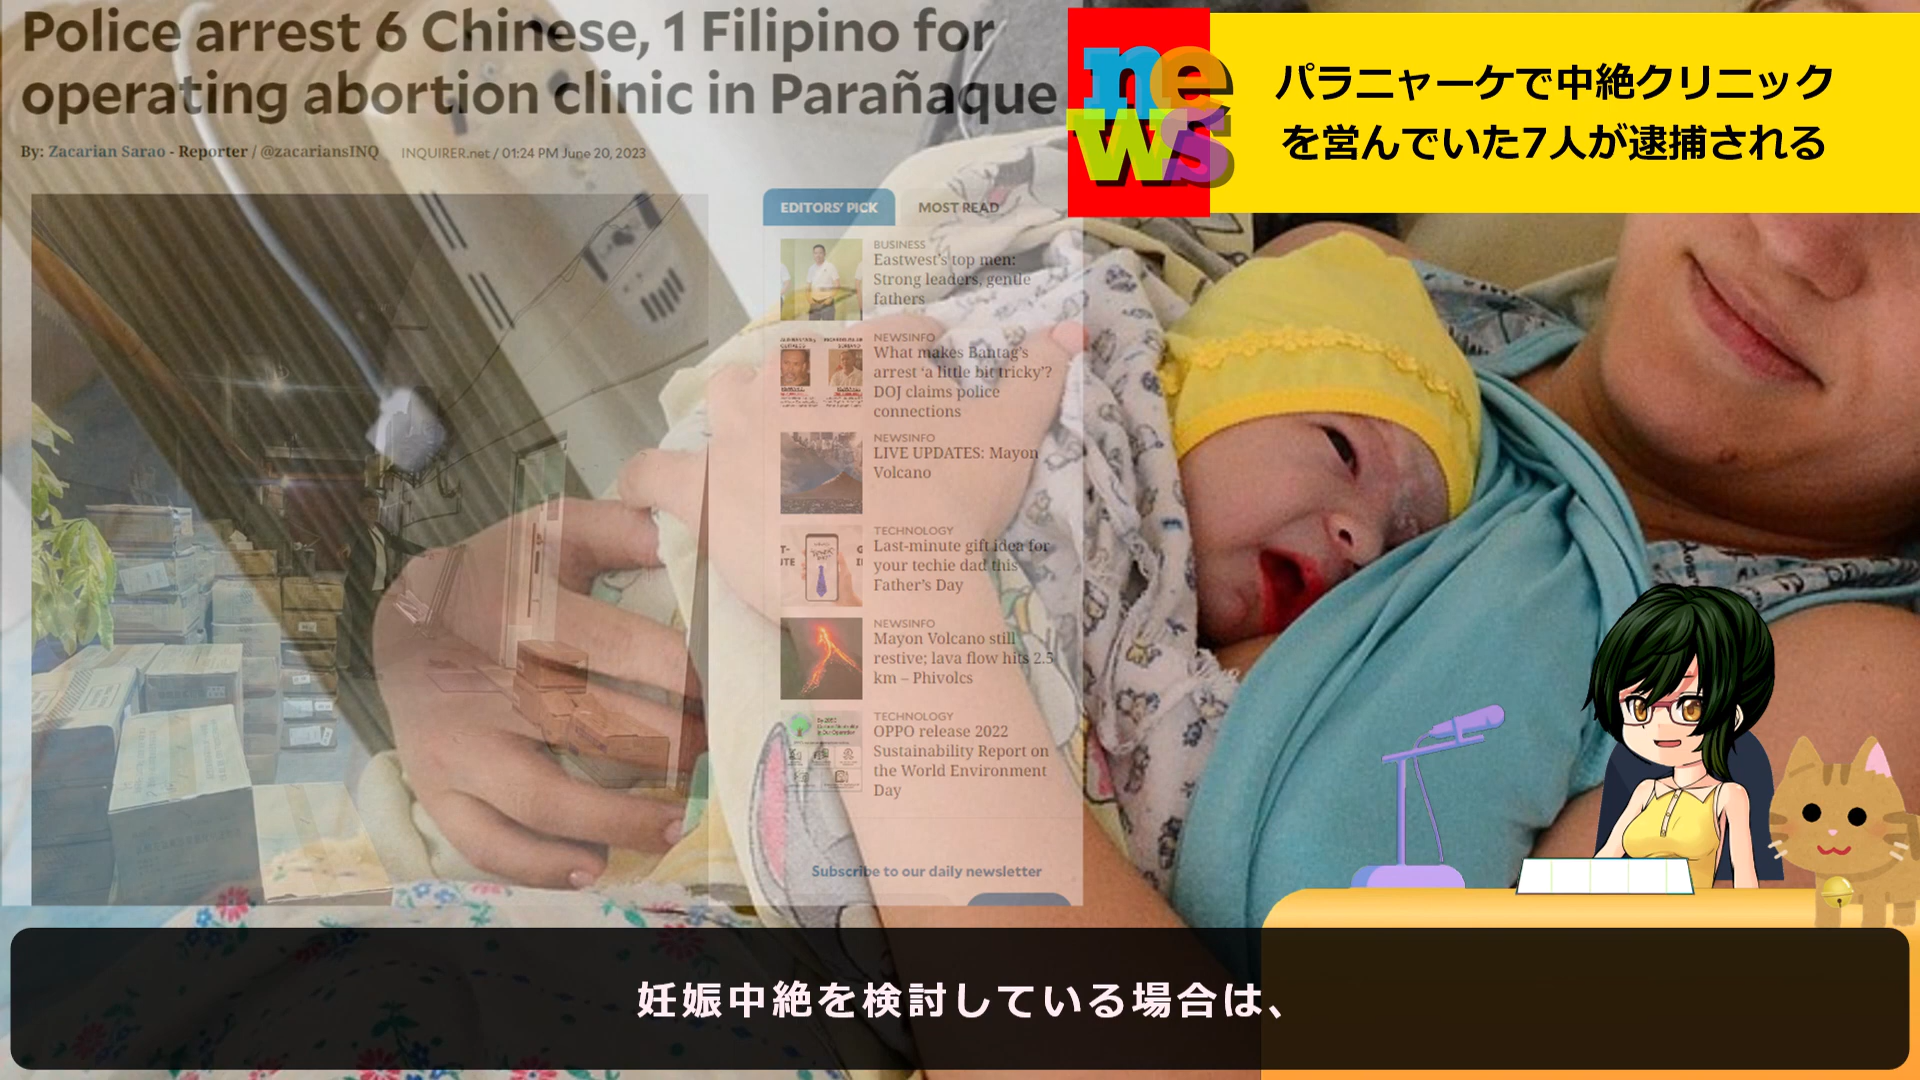 Police arrest 6 Chinese, 1 Filipino for
operating abortion clinic in Parañaque
By: Zacarian Sarao - Reporter / @zacariansINQ
INQUIRER.net / 01:24 PM June 20, 2023
news
パラニャーケで中絶クリニック
を営んでいた7人が逮捕される
EDITORS' PICK
MOST READ
BUSINESS
Eastwest's top men:
Strong leaders, gentle
fathers
NEWSINFO
What makes Bantag's
arrest ‘a little bit tricky’?
DOJ claims police
connections
NEWSINFO
LIVE UPDATES: Mayon
Volcano
TECHNOLOGY
Last-minute gift idea for
your techie dad this
Father's Day
NEWSINFO
Mayon Volcano still
restive; lava flow hits 2.5
km – Phivolcs
TECHNOLOGY
OPPO release 2022
Sustainability Report on
the World Environment
Day
Subscribe to our daily newsletter
妊娠中絶を検討している場合は、